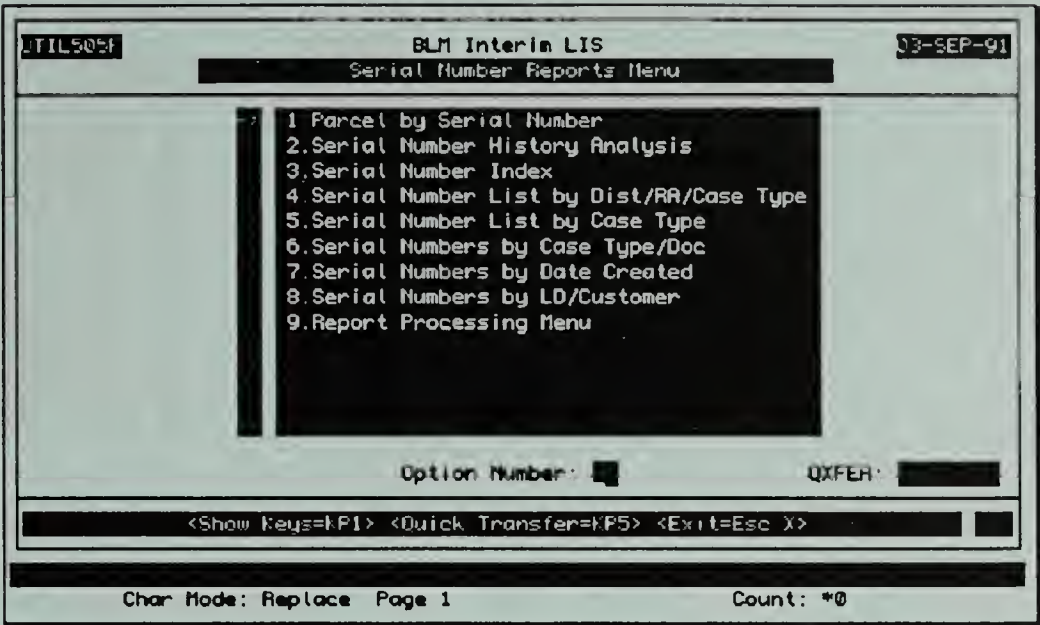 UTIL505F BLM Interim LIS 03-SEP-91
Serial Number Reports Menu
1 Parcel by Serial Number
2.Serial Number History Analysis
3.Serial Number Index
4.Serial Number List by Dist/RA/Case Type
5.Serial Number List by Case Type
6.Serial Numbers by Case Type/Doc
7.Serial Numbers by Date Created
8.Serial Numbers by LD/Customer
9.Report Processing Menu
Option Number: QXFER:
<Show Keys=KP1> <Quick Transfer=KP5> <Exit=Esc X>
Char Mode: Replace Page 1 Count: *0